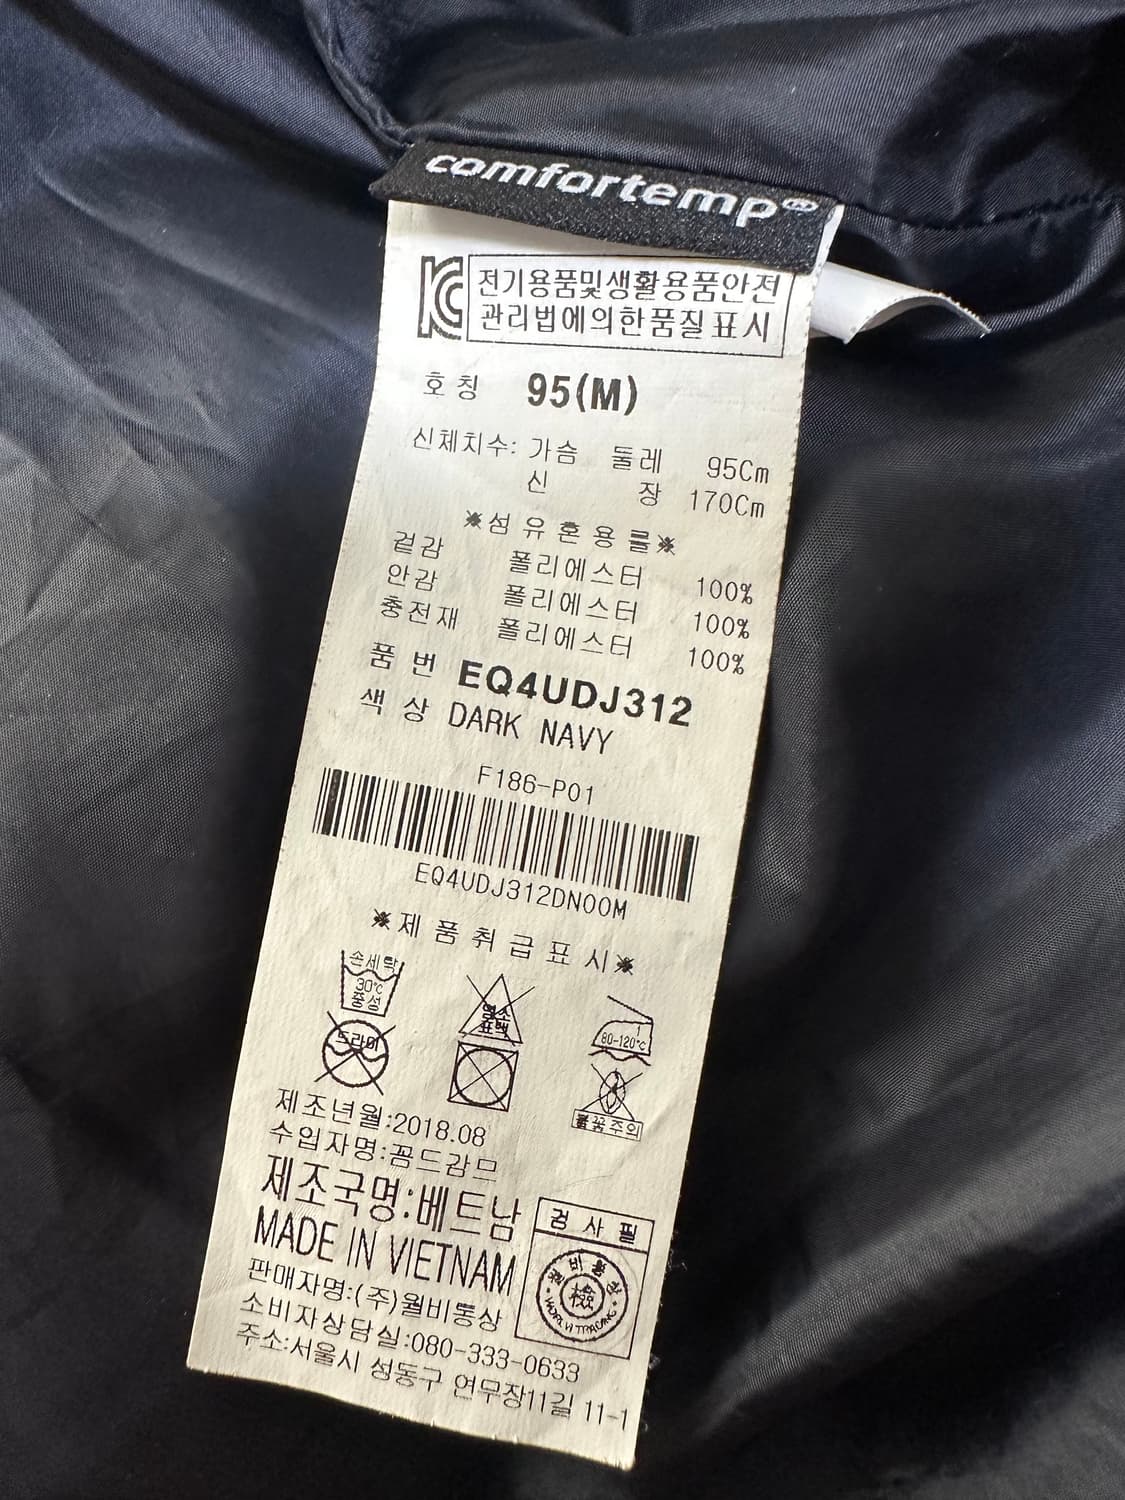 comfortemp®
전기용품및생활용품안전
관리법에의한품질표시
호칭 95(M)
신체치수: 가슴 둘레 95Cm
신 장 170Cm
※섬유혼용률※
겉감 폴리에스터 100%
안감 폴리에스터 100%
충전재 폴리에스터 100%
품 번 EQ4UDJ312
색 상 DARK NAVY
F186-P01
EQ4UDJ312DN00M
※제품취급표시※
손세탁
30℃
중성
염소
표백
80-120℃
드라이
불꽃주의
제조년월:2018.08
수입자명:꼼드감므
제조국명:베트남
MADE IN VIETNAM
검사필
월비통상
檢
판매자명:(주)월비통상
소비자상담실:080-333-0633
주소:서울시 성동구 연무장11길 11-1